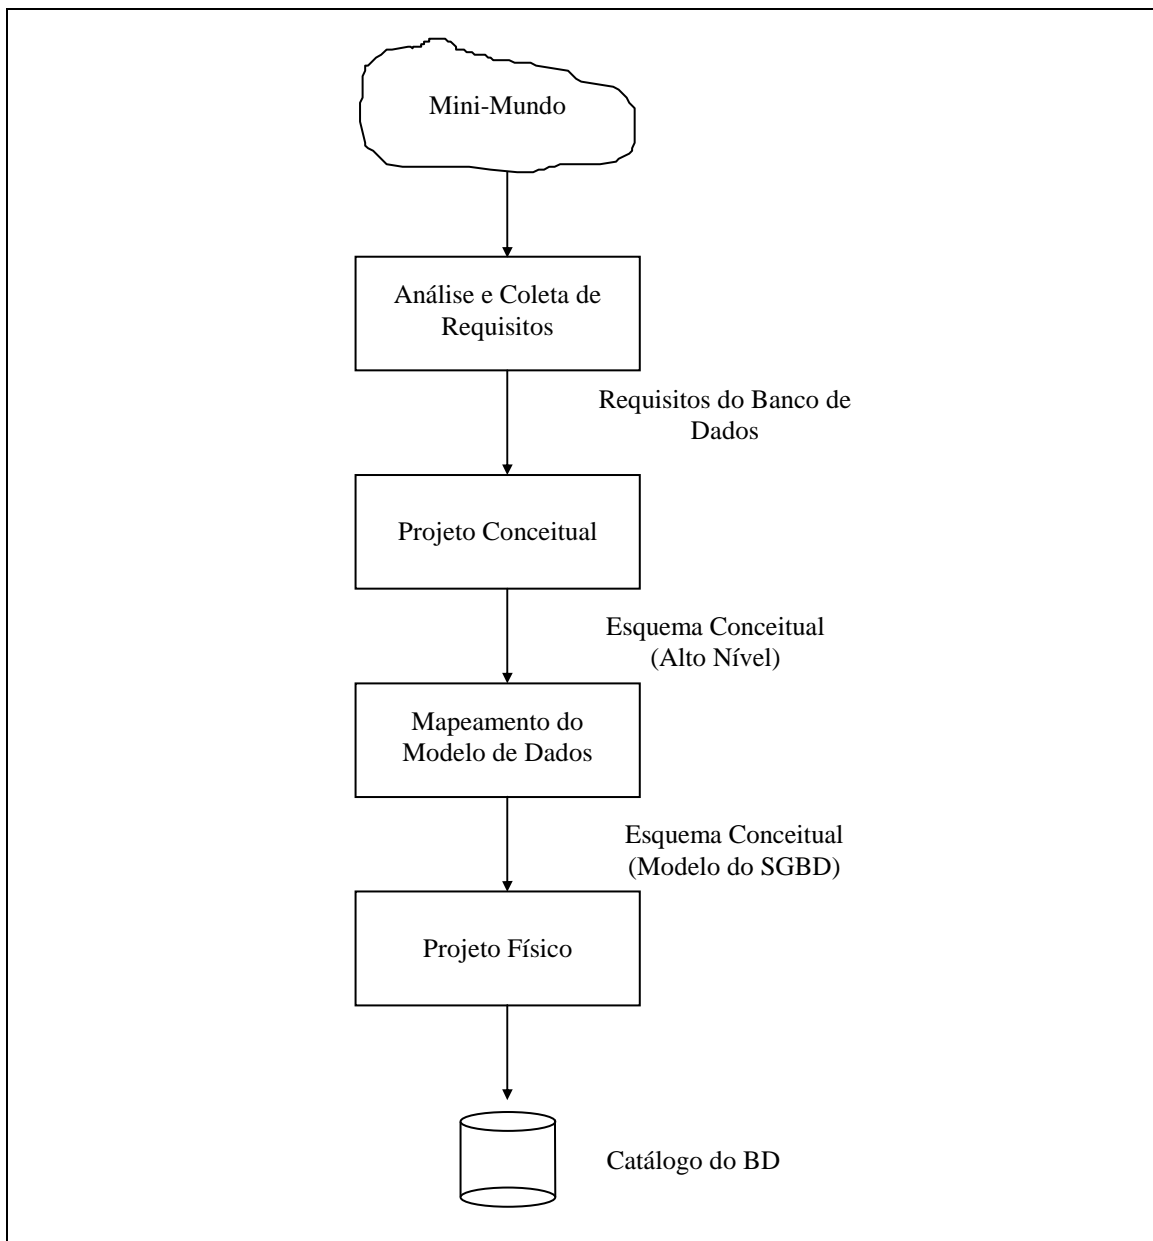 Mini-Mundo
Análise e Coleta de
Requisitos
Requisitos do Banco de
Dados
Projeto Conceitual
Esquema Conceitual
(Alto Nível)
Mapeamento do
Modelo de Dados
Esquema Conceitual
(Modelo do SGBD)
Projeto Físico
Catálogo do BD